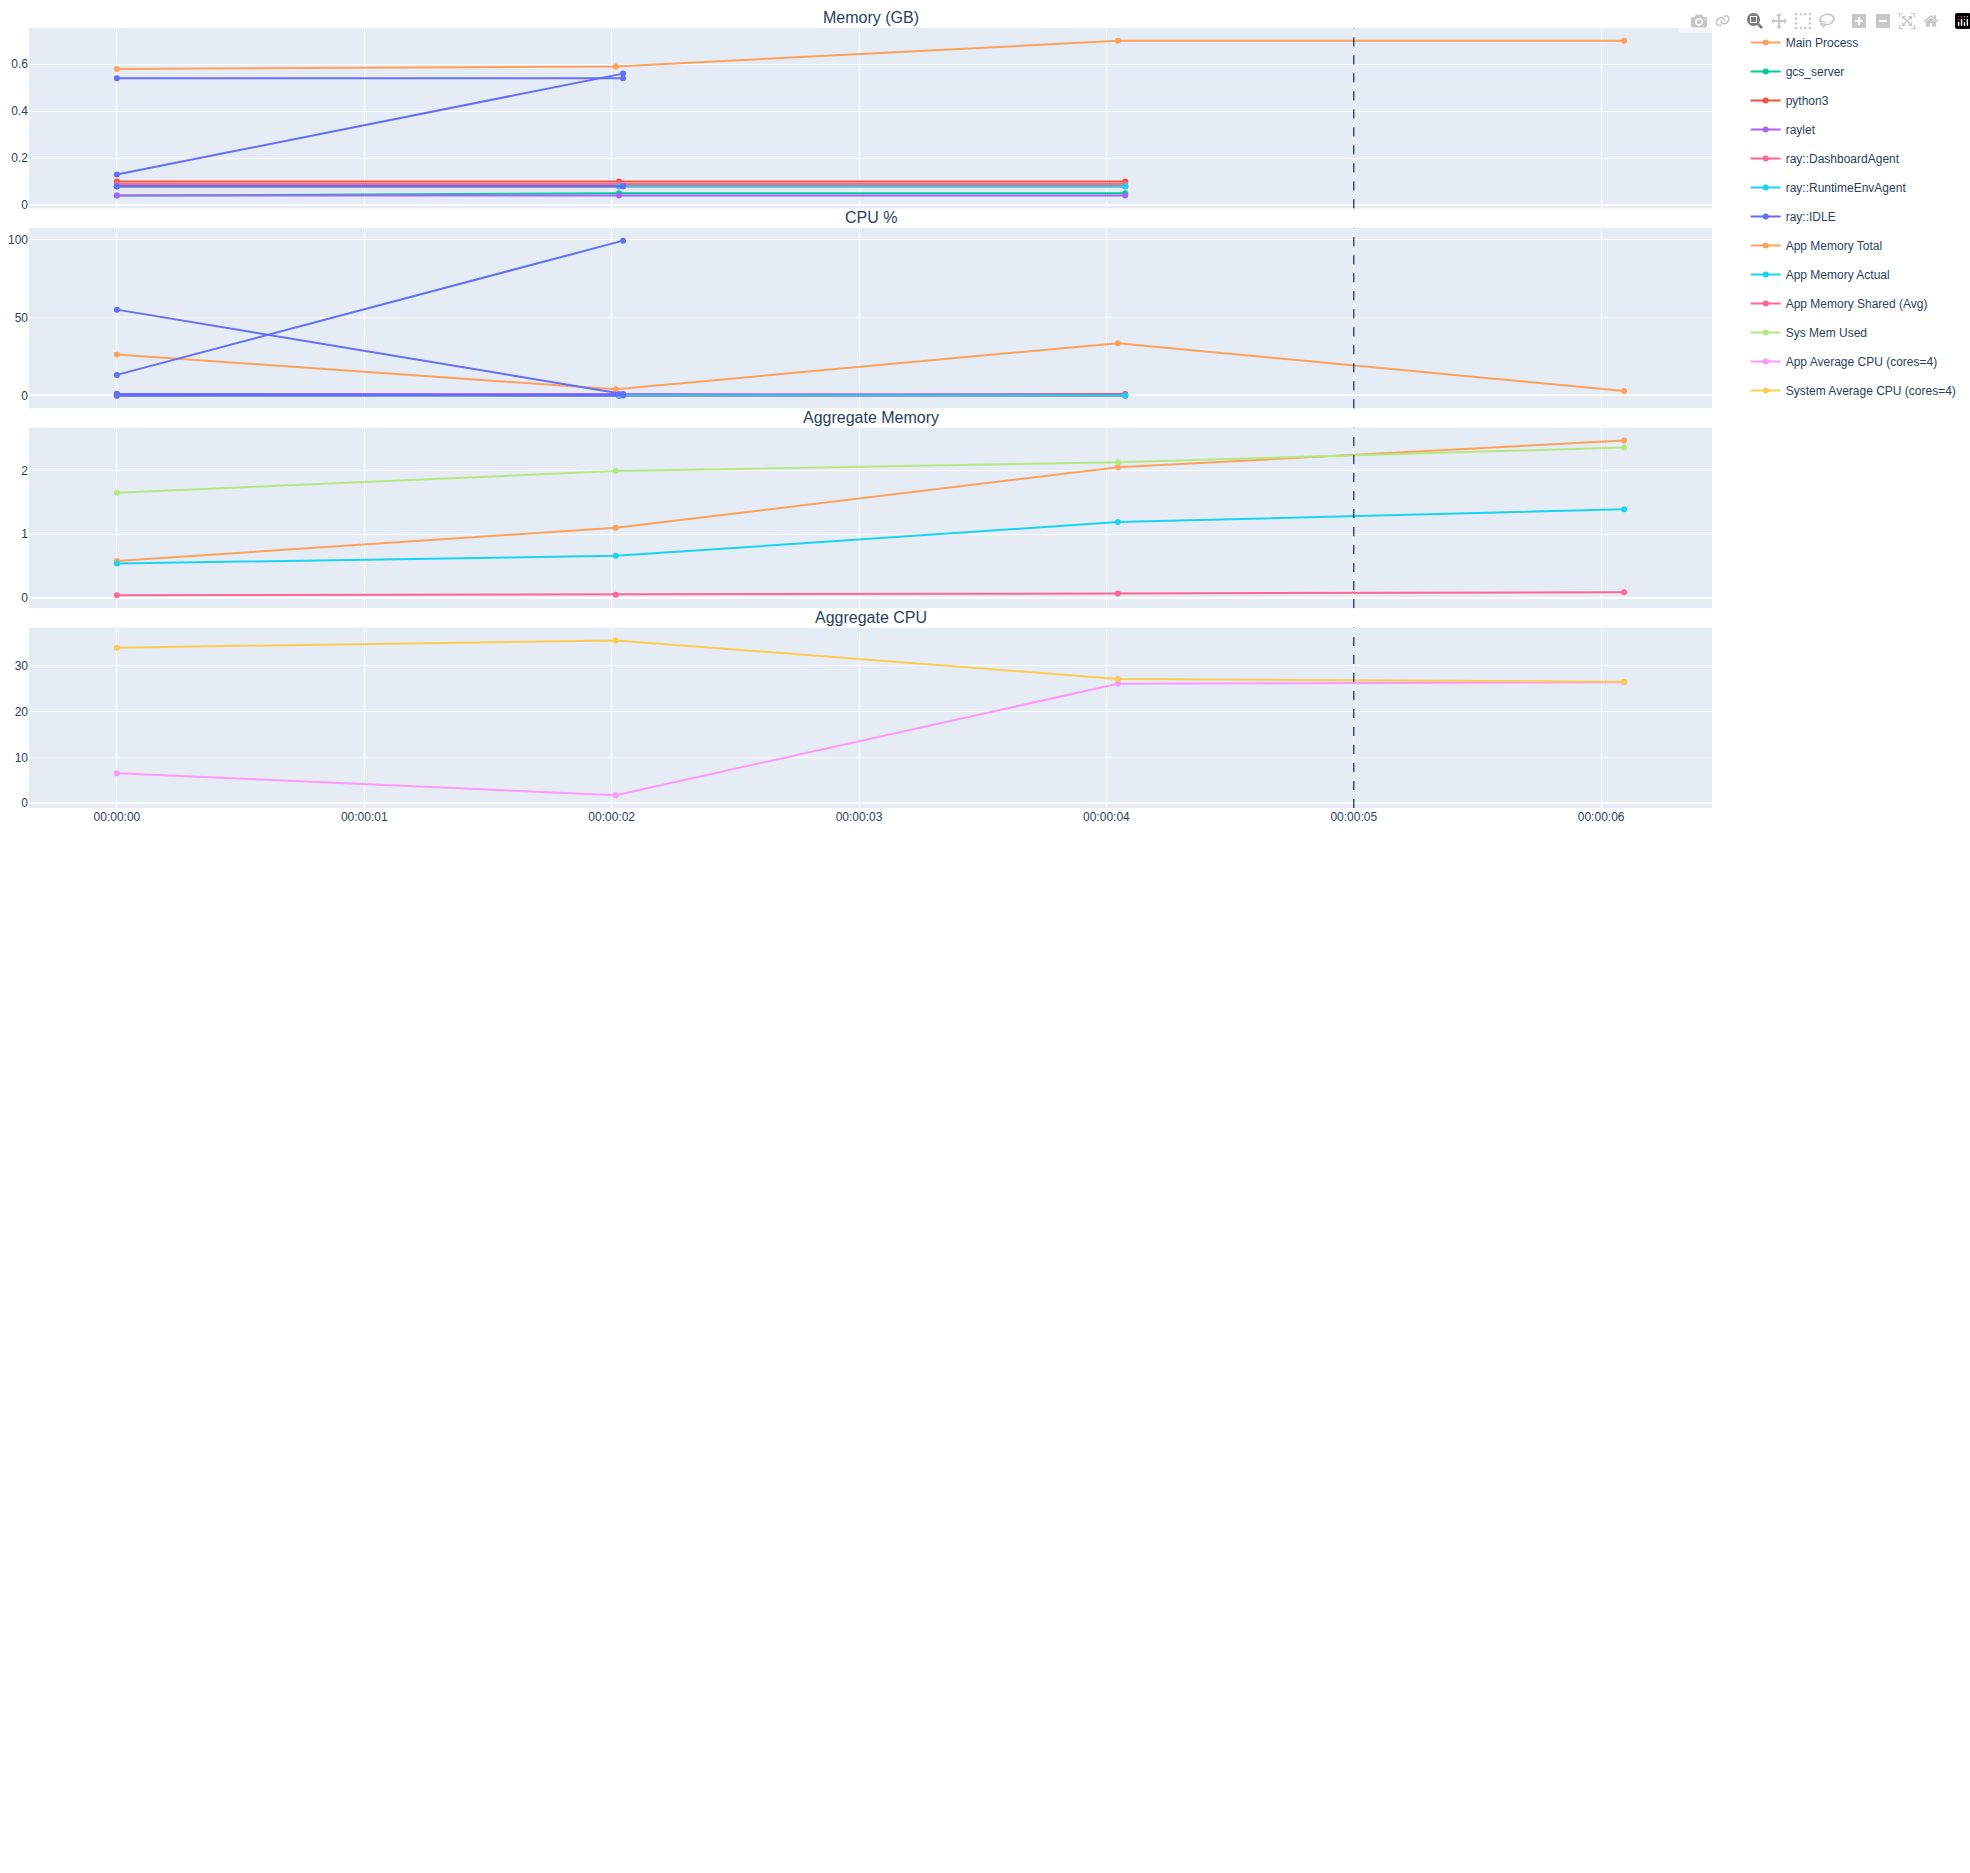 Memory (GB)
0.6
0.4
0.2
0
CPU %
100
50
0
Aggregate Memory
2
1
0
Aggregate CPU
30
20
10
0
00:00:00
00:00:01
00:00:02
00:00:03
00:00:04
00:00:05
00:00:06
Main Process
gcs_server
python3
raylet
ray::DashboardAgent
ray::RuntimeEnvAgent
ray::IDLE
App Memory Total
App Memory Actual
App Memory Shared (Avg)
Sys Mem Used
App Average CPU (cores=4)
System Average CPU (cores=4)